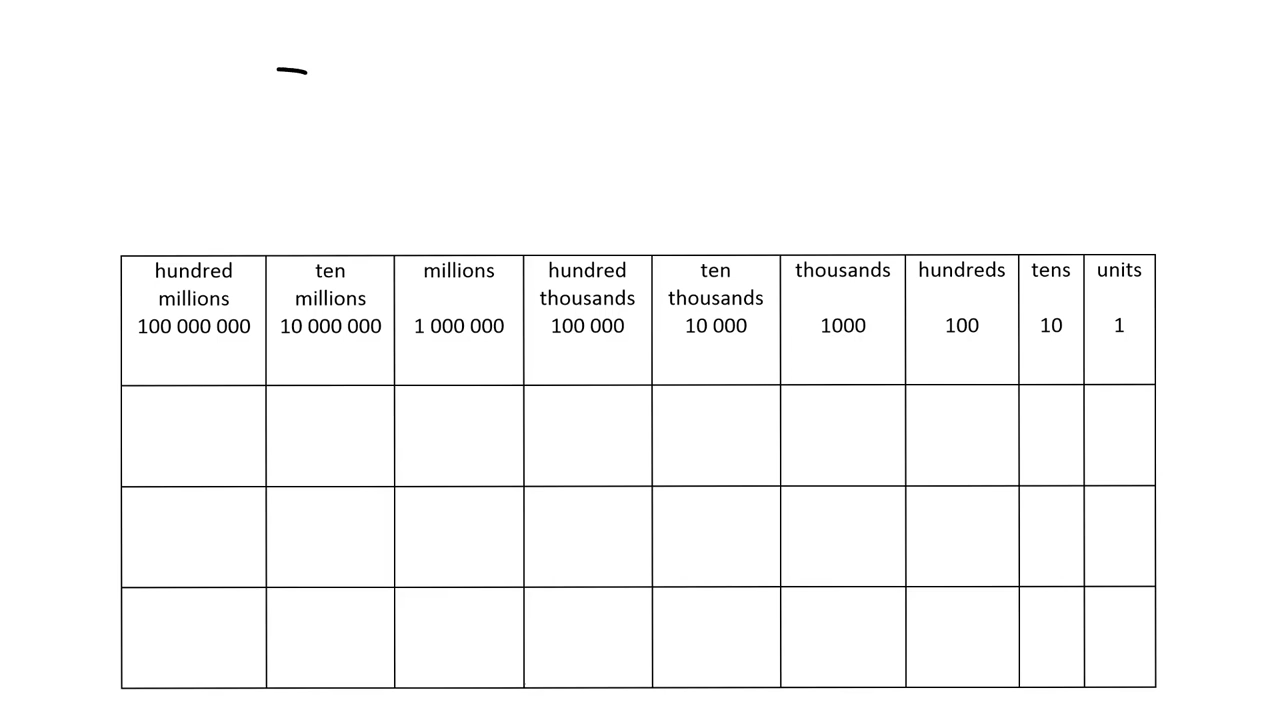 hundred millions 100 000 000
ten millions 10 000 000
millions 1 000 000
hundred thousands 100 000
ten thousands 10 000
thousands 1000
hundreds 100
tens 10
units 1